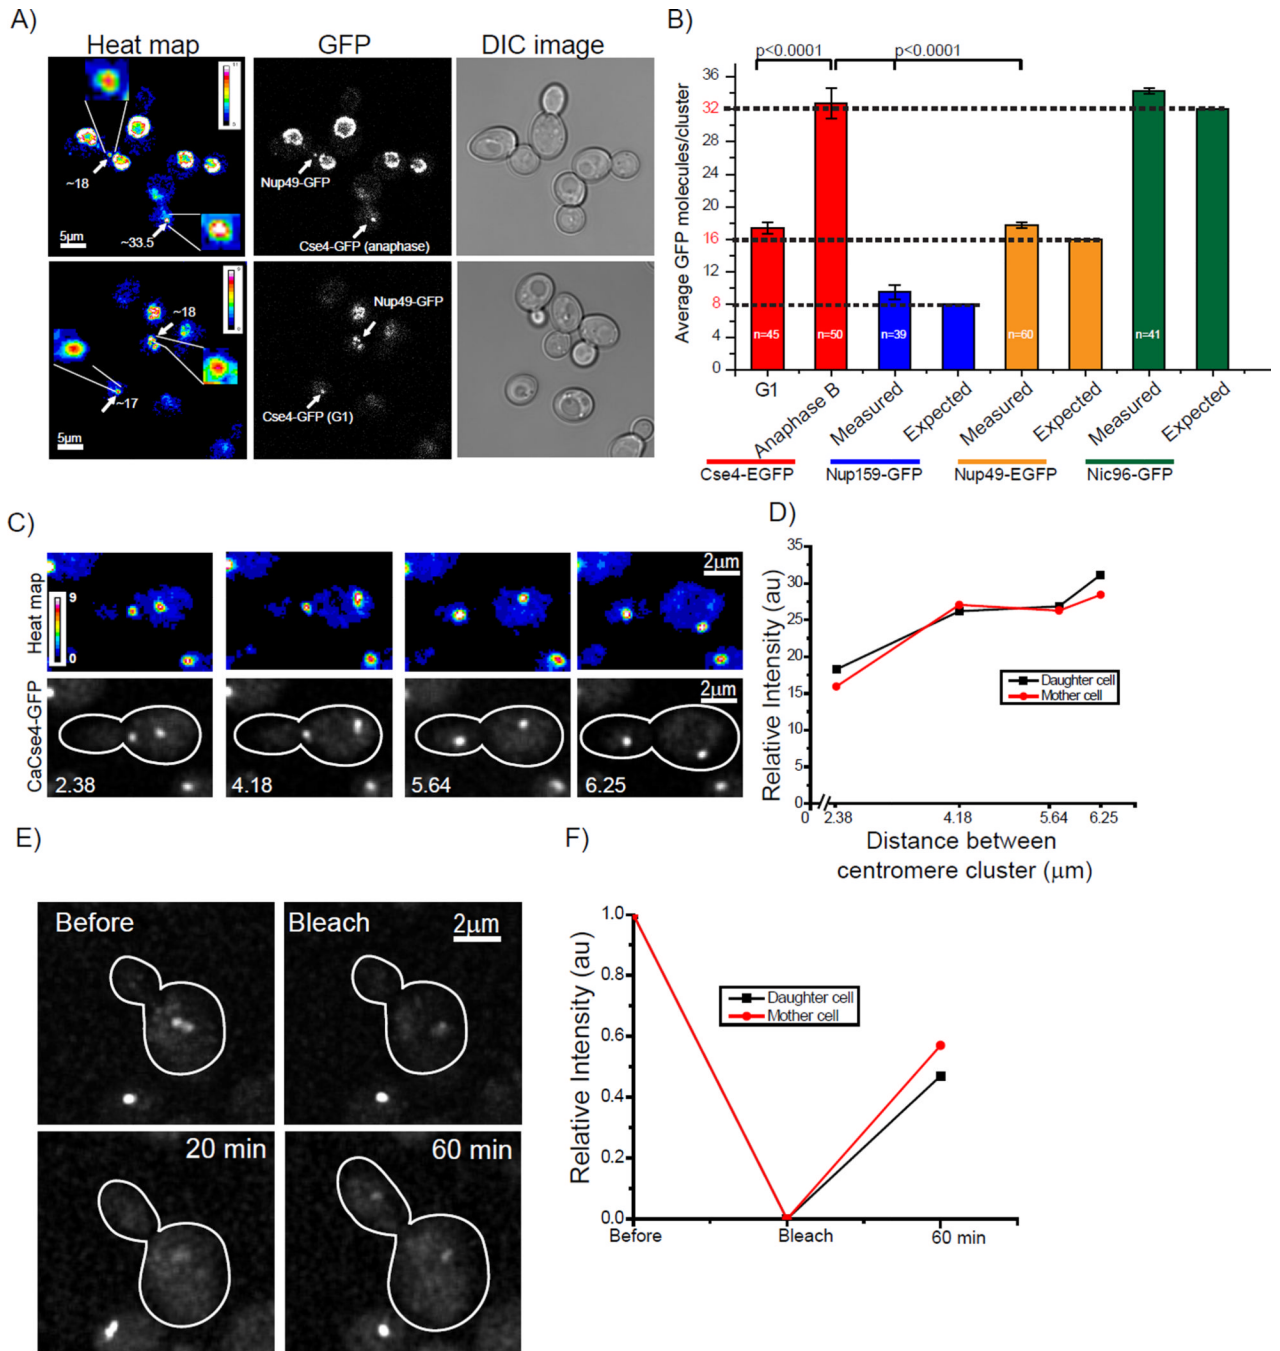 A)
Heat map GFP DIC image
~18
Nup49-GFP
~33.5
5µm
Cse4-GFP (anaphase)
~18
Nup49-GFP
~17
Cse4-GFP (G1)
5µm
B)
p<0.0001 p<0.0001
Average GFP molecules/cluster
36
32
28
24
20
16
12
8
4
0
n=45 n=50 n=39 n=60 n=41
G1 Anaphase B Measured Expected Measured Expected Measured Expected
Cse4-EGFP Nup159-GFP Nup49-EGFP Nic96-GFP
C)
Heat map
9
0
2µm
CaCse4-GFP
2µm
2.38 4.18 5.64 6.25
D)
Relative Intensity (au)
35
30
25
20
15
10
5
0
Daughter cell
Mother cell
0 2.38 4.18 5.64 6.25
Distance between
centromere cluster (µm)
E)
Before Bleach 2µm
20 min 60 min
F)
Relative Intensity (au)
1.0
0.8
0.6
0.4
0.2
0.0
Daughter cell
Mother cell
Before Bleach 60 min